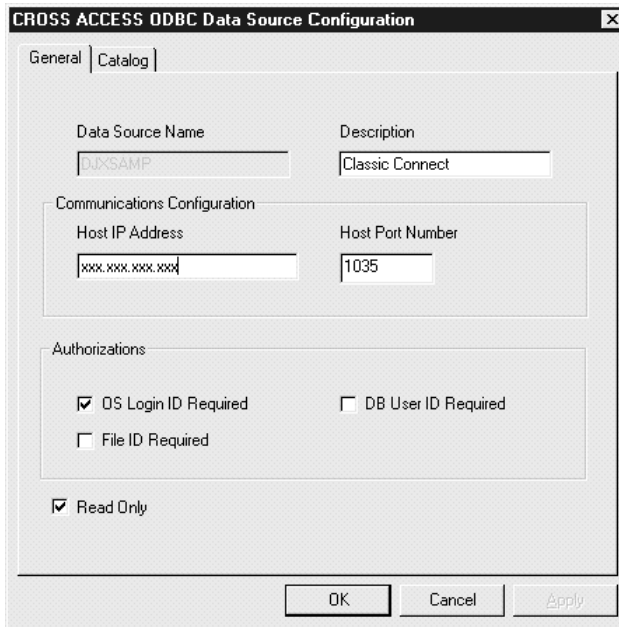 CROSS ACCESS ODBC Data Source Configuration
General Catalog
Data Source Name Description
DJXSAMP Classic Connect
Communications Configuration
Host IP Address Host Port Number
xxx.xxx.xxx.xxx 1035
Authorizations
OS Login ID Required DB User ID Required
File ID Required
Read Only
OK Cancel Apply